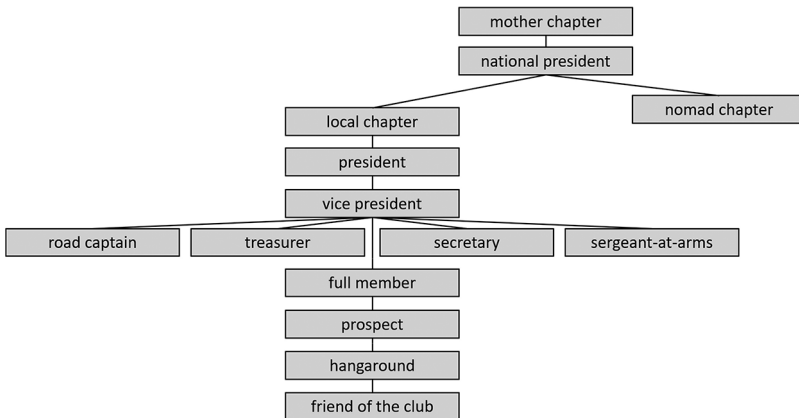 mother chapter
national president
nomad chapter
local chapter
president
vice president
road captain
treasurer
secretary
sergeant-at-arms
full member
prospect
hangaround
friend of the club